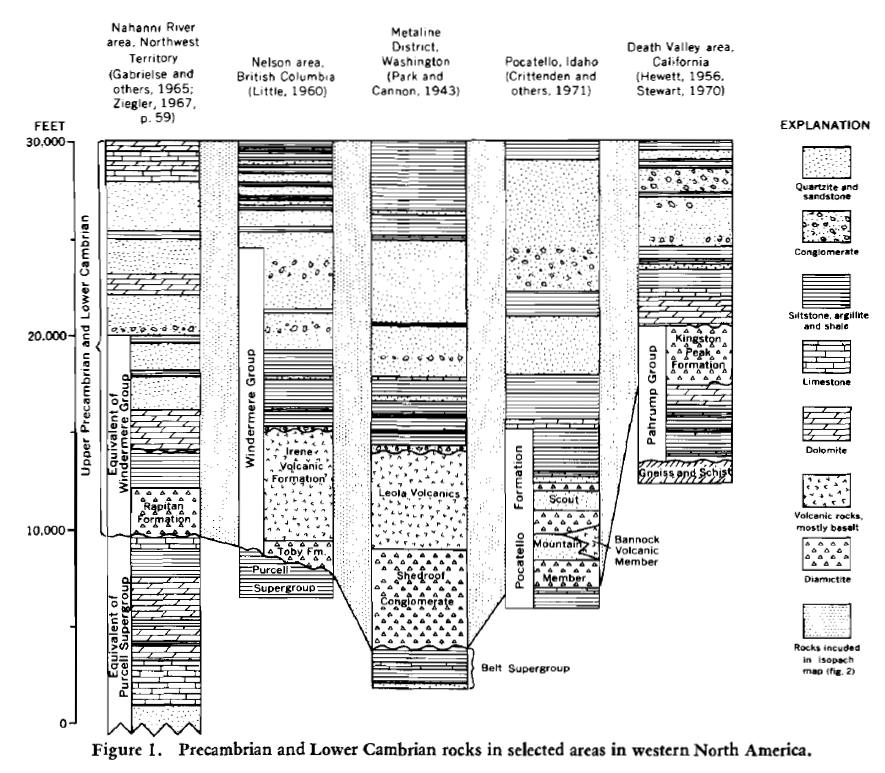 Nahanni River
area, Northwest
Territory
(Gabrielse and
others, 1965;
Ziegler, 1967,
p. 59)
Nelson area,
British Columbia
(Little, 1960)
Metaline
District,
Washington
(Park and
Cannon, 1943)
Pocatello, Idaho
(Crittenden and
others, 1971)
Death Valley area,
California
(Hewett, 1956,
Stewart, 1970)
FEET
30,000
20,000
10,000
0
Upper Precambrian and Lower Cambrian
Equivalent of
Windermere Group
Rapitan
Formation
Equivalent of
Purcell Supergroup
Windermere Group
Irene
Volcanic
Formation
Toby Fm.
Purcell
Supergroup
Leola Volcanics
Shedroof
Conglomerate
Belt Supergroup
Pocatello Formation
Scout
Mountain
Member
Bannock
Volcanic
Member
Pahrump Group
Kingston
Peak
Formation
Gneiss and Schist
EXPLANATION
Quartzite and
sandstone
Conglomerate
Siltstone, argillite
and shale
Limestone
Dolomite
Volcanic rocks,
mostly basalt
Diamictite
Rocks incuded
in isopach
map (fig. 2)
Figure 1. Precambrian and Lower Cambrian rocks in selected areas in western North America.